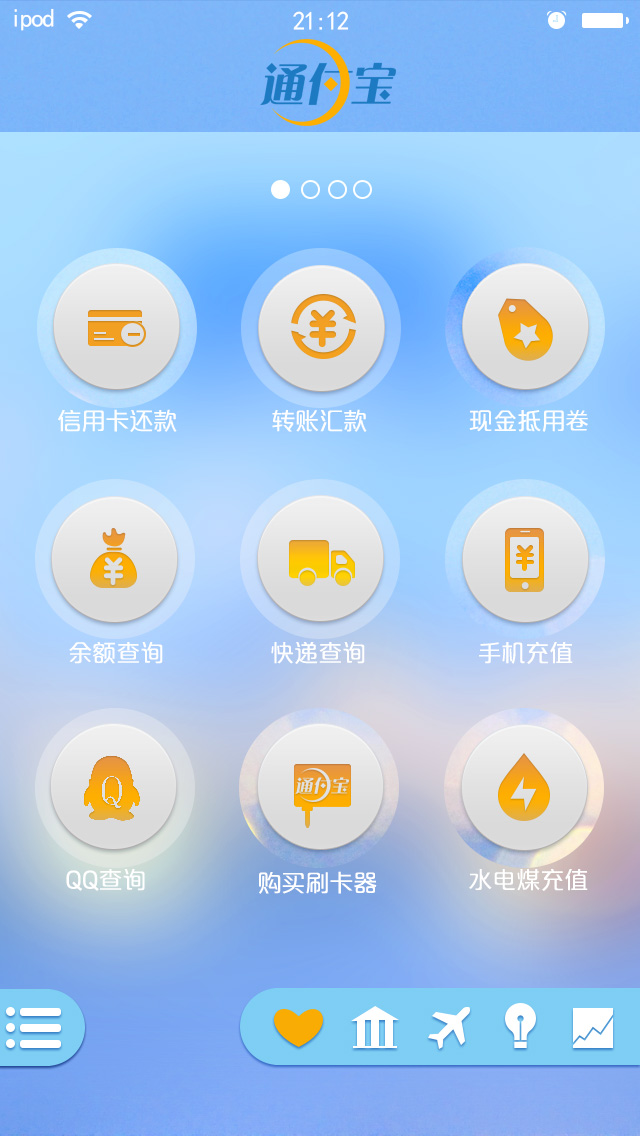 ipod 21:12
通付宝
信用卡还款 转账汇款 现金抵用卷
余额查询 快递查询 手机充值
Q 通付宝
QQ查询 购买刷卡器 水电煤充值